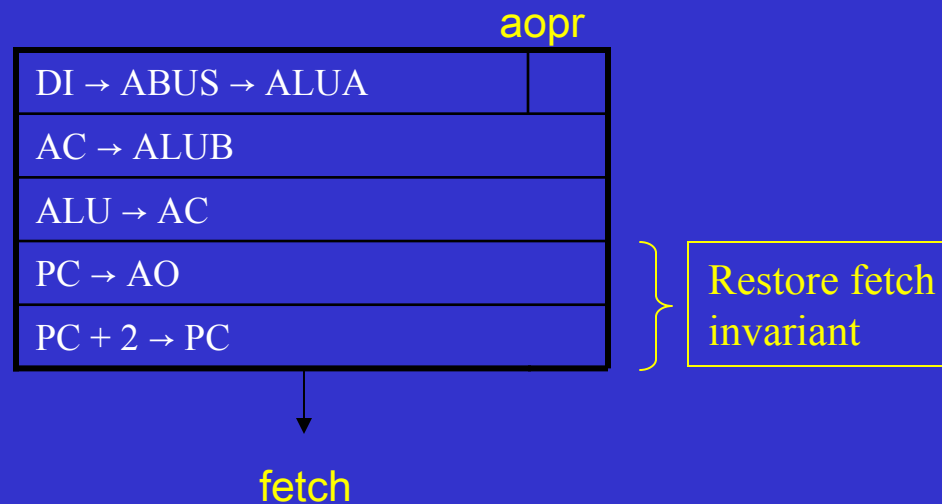 aopr
DI → ABUS → ALUA
AC → ALUB
ALU → AC
PC → AO
PC + 2 → PC
Restore fetch
invariant
fetch